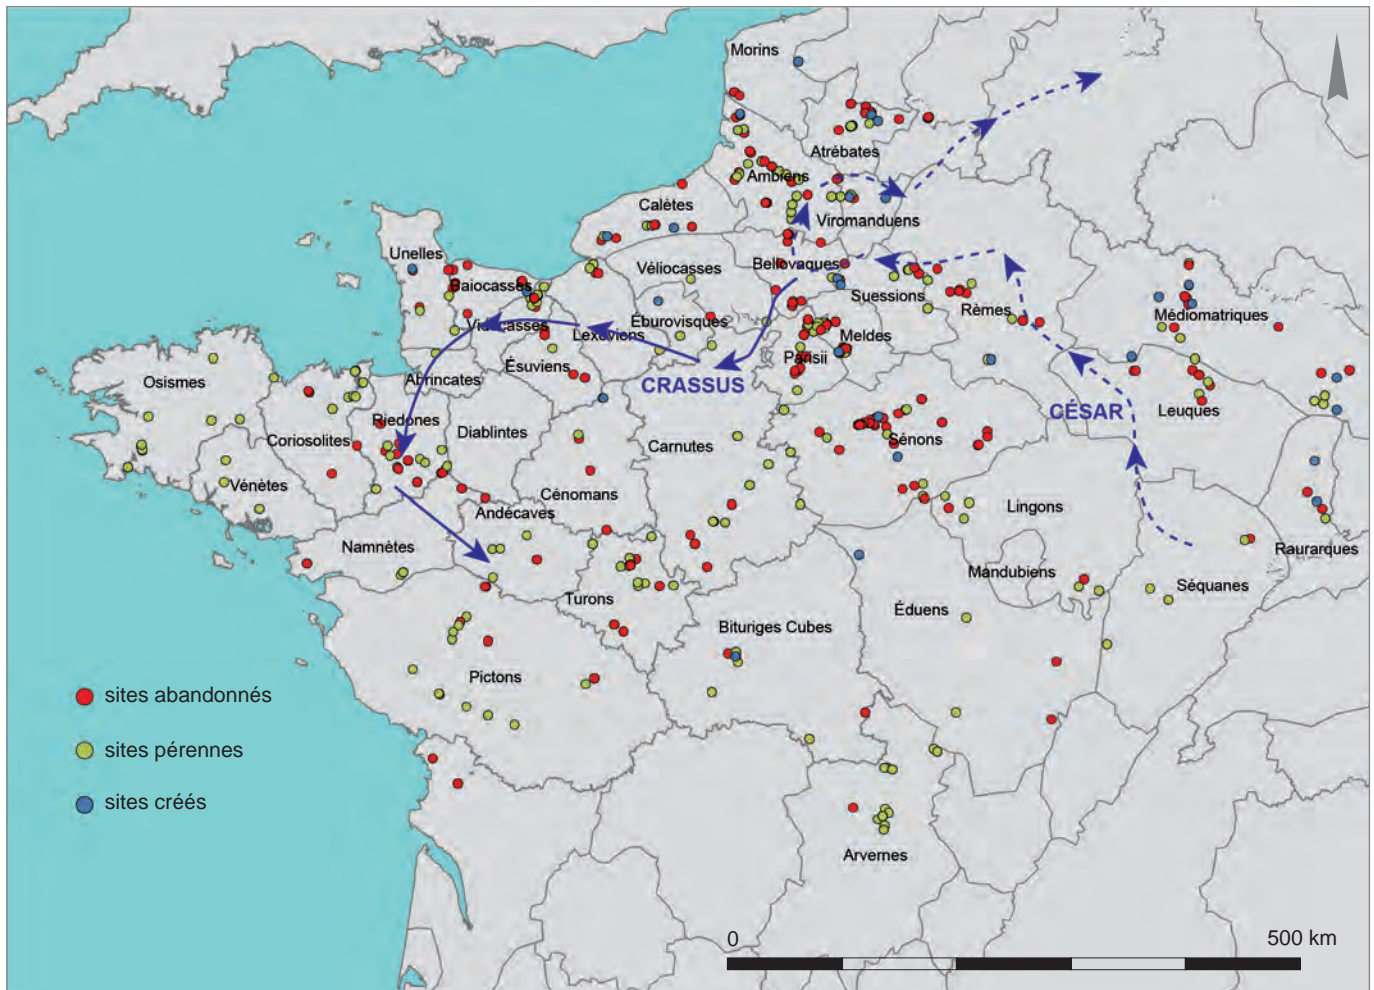 Morins
Atrébates
Ambiens
Calètes
Viromanduens
Unelles
Bellovaques
Véliocasses
Baiocasses
Suessions
Rèmes
Médiomatriques
Viducasses
Lexoviens
Éburovisques
Meldes
Parisii
Ésuviens
Osismes
Abrincates
CRASSUS
CÉSAR
Leuques
Riedones
Diablintes
Coriosolites
Carnutes
Sénons
Vénètes
Cénomans
Lingons
Andécaves
Namnètes
Raurarques
Mandubiens
Séquanes
Turons
Éduens
Bituriges Cubes
Pictons
sites abandonnés
sites pérennes
sites créés
Arvernes
0 500 km